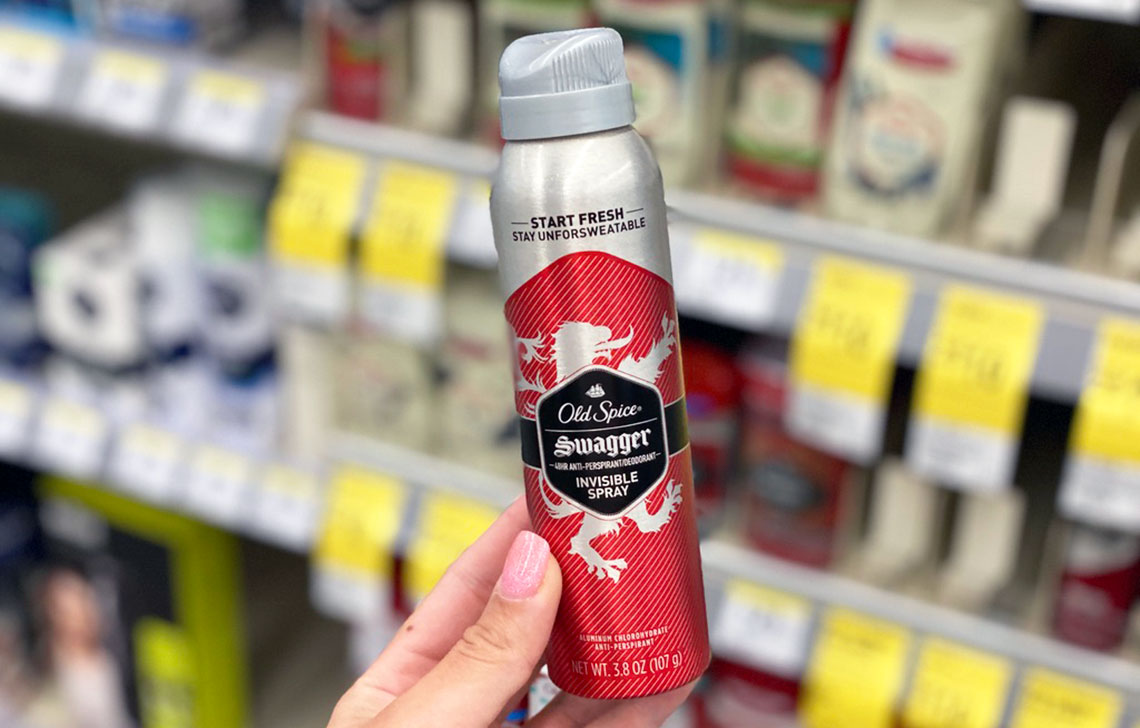 START FRESH
STAY UNFORSWEATABLE
Old Spice®
Swagger
48HR ANTI-PERSPIRANT/DEODORANT
INVISIBLE
SPRAY
ALUMINUM CHLOROHYDRATE
ANTI-PERSPIRANT
NET WT. 3.8 OZ (107 g)